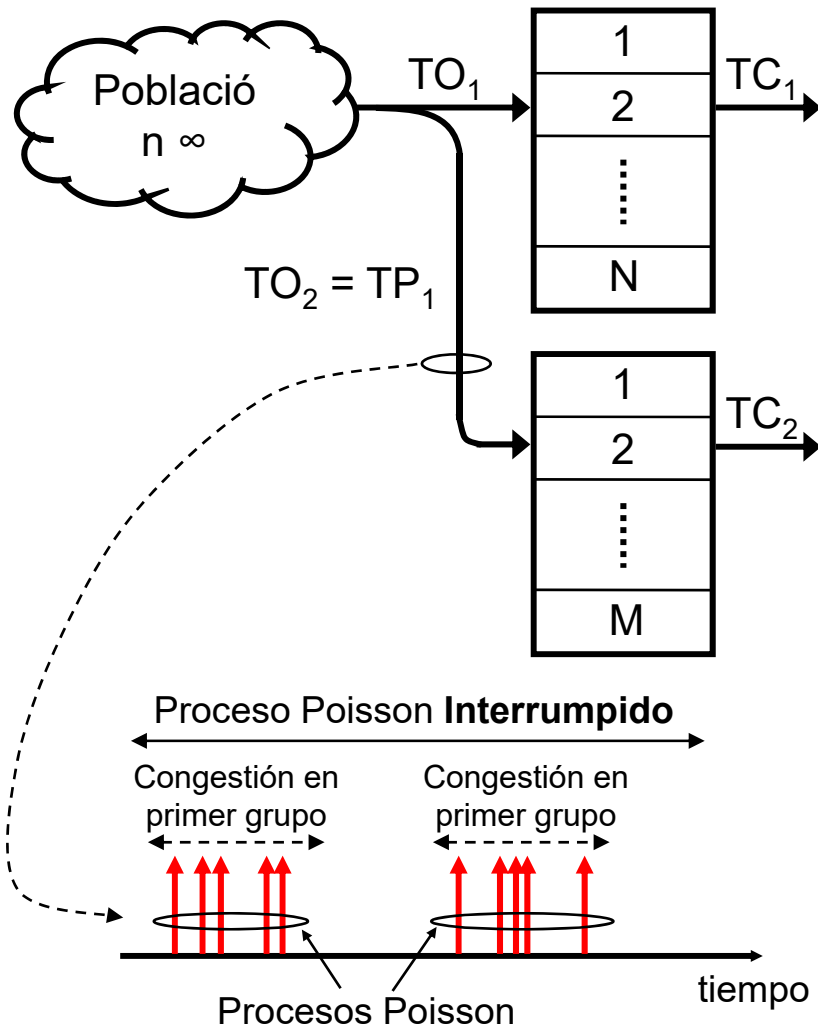 Població
n ∞
TO₁
1
2
N
TC₁
TO₂ = TP₁
1
2
M
TC₂
Proceso Poisson Interrumpido
Congestión en
primer grupo
Congestión en
primer grupo
tiempo
Procesos Poisson